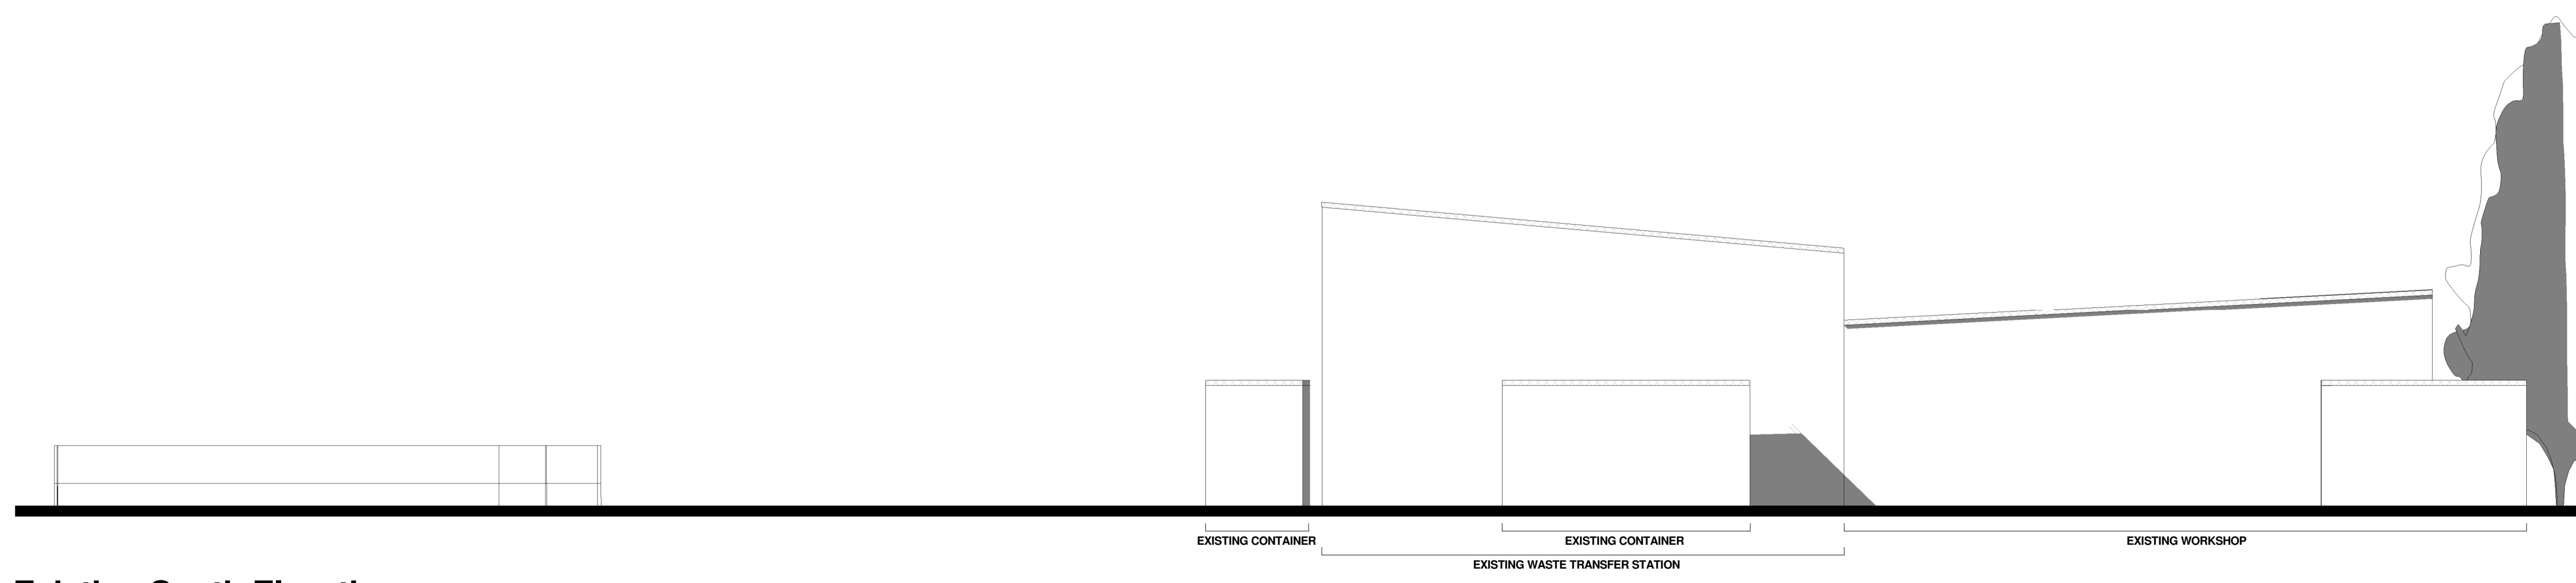 EXISTING CONTAINER
EXISTING CONTAINER
EXISTING WORKSHOP
EXISTING WASTE TRANSFER STATION